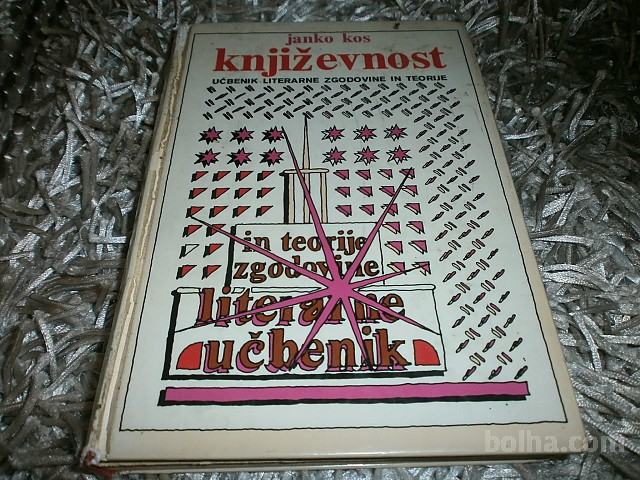 janko kos
književnost
UČBENIK LITERARNE ZGODOVINE IN TEORIJE
in teorije
zgodovine
literarne
učbenik
bolha.com